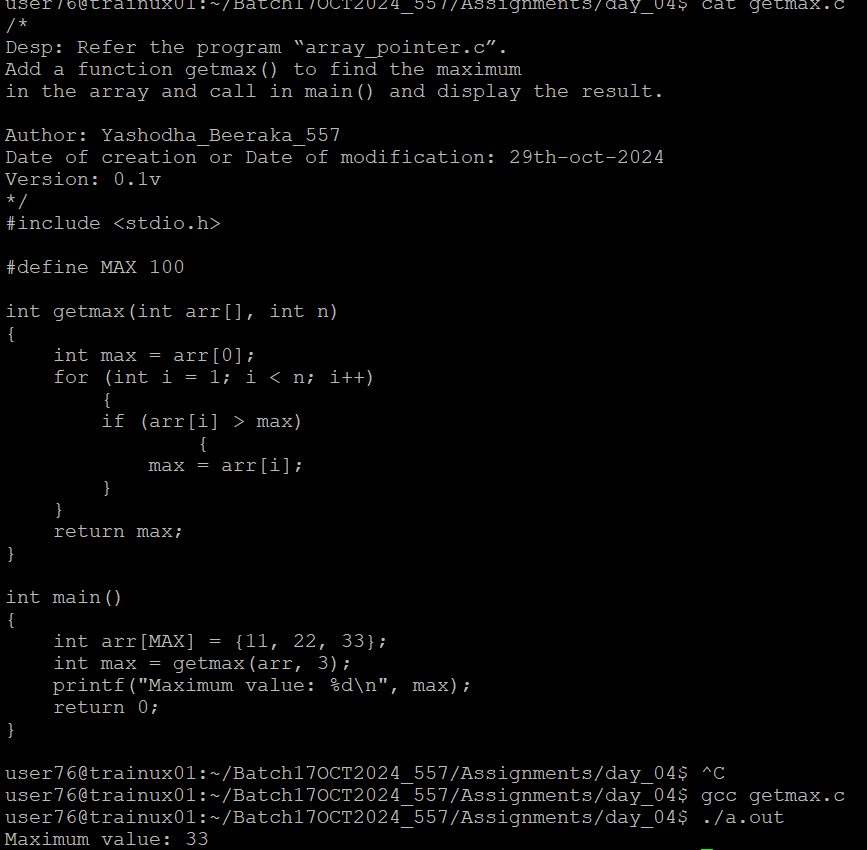 user76@trainux01:~/Batch17OCT2024_557/Assignments/day_04$ cat getmax.c
/*
Desp: Refer the program “array_pointer.c”.
Add a function getmax() to find the maximum
in the array and call in main() and display the result.

Author: Yashodha_Beeraka_557
Date of creation or Date of modification: 29th-oct-2024
Version: 0.1v
*/
#include <stdio.h>

#define MAX 100

int getmax(int arr[], int n)
{
    int max = arr[0];
    for (int i = 1; i < n; i++)
        {
        if (arr[i] > max)
                {
            max = arr[i];
        }
    }
    return max;
}

int main()
{
    int arr[MAX] = {11, 22, 33};
    int max = getmax(arr, 3);
    printf("Maximum value: %d\n", max);
    return 0;
}

user76@trainux01:~/Batch17OCT2024_557/Assignments/day_04$ ^C
user76@trainux01:~/Batch17OCT2024_557/Assignments/day_04$ gcc getmax.c
user76@trainux01:~/Batch17OCT2024_557/Assignments/day_04$ ./a.out
Maximum value: 33